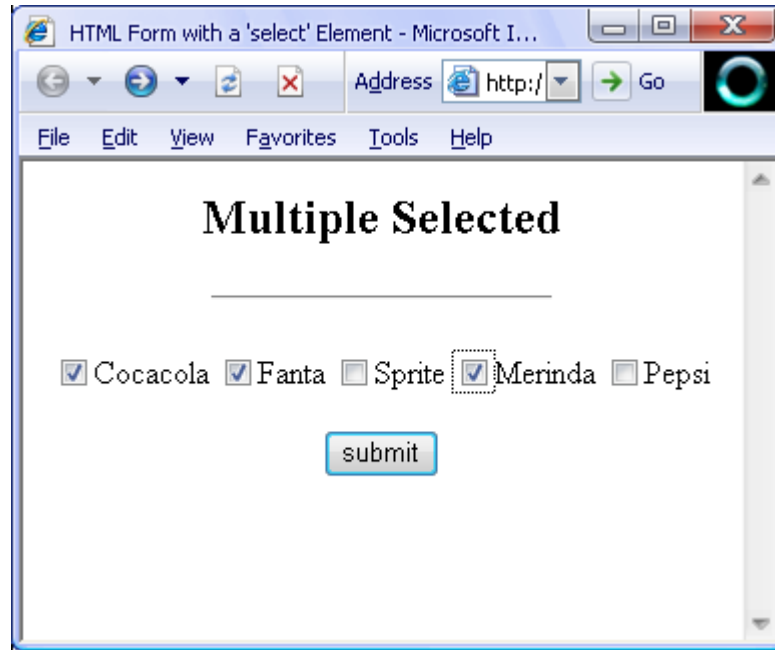 HTML Form with a 'select' Element - Microsoft I...
Address http:/ Go
File Edit View Favorites Tools Help
Multiple Selected
Cocacola Fanta Sprite Merinda Pepsi
submit